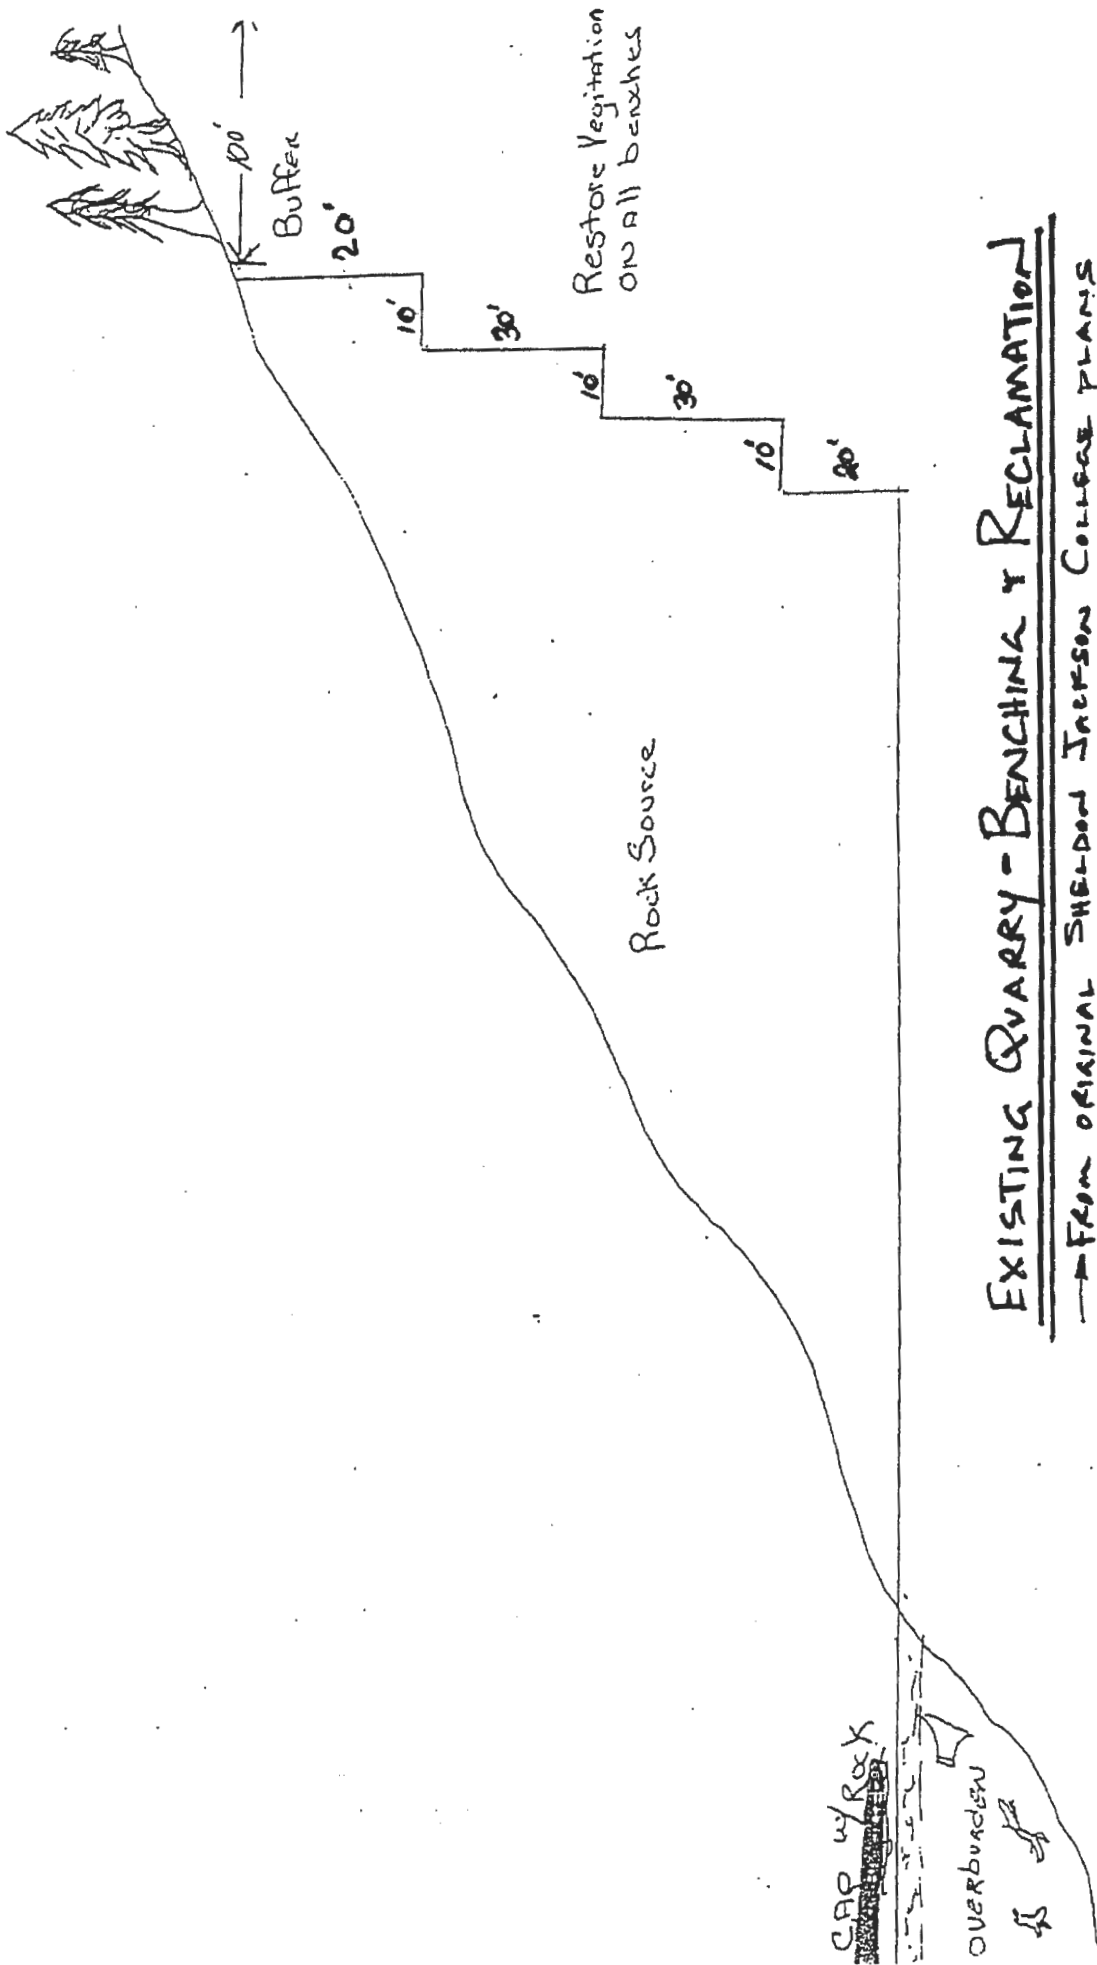 100'
Buffer
20'
10'
30'
10'
30'
10'
20'
Restore Vegitation
ON All benches
Rock Source
CAP w/ Rock
OVERburden
EXISTING QUARRY - BENCHING & RECLAMATION
FROM ORIGINAL SHELDON JACKSON COLLEGE PLANS